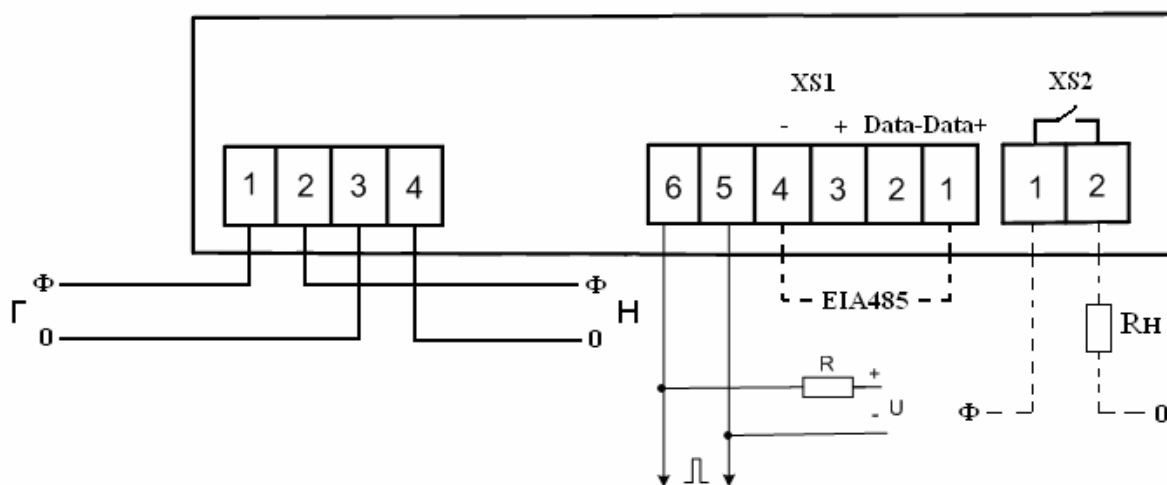 XS1 XS2
- + Data- Data+
1 2 3 4 6 5 4 3 2 1 1 2
Ф Ф
Г Н EIA485
0 0 Rн
R +
- U Ф 0